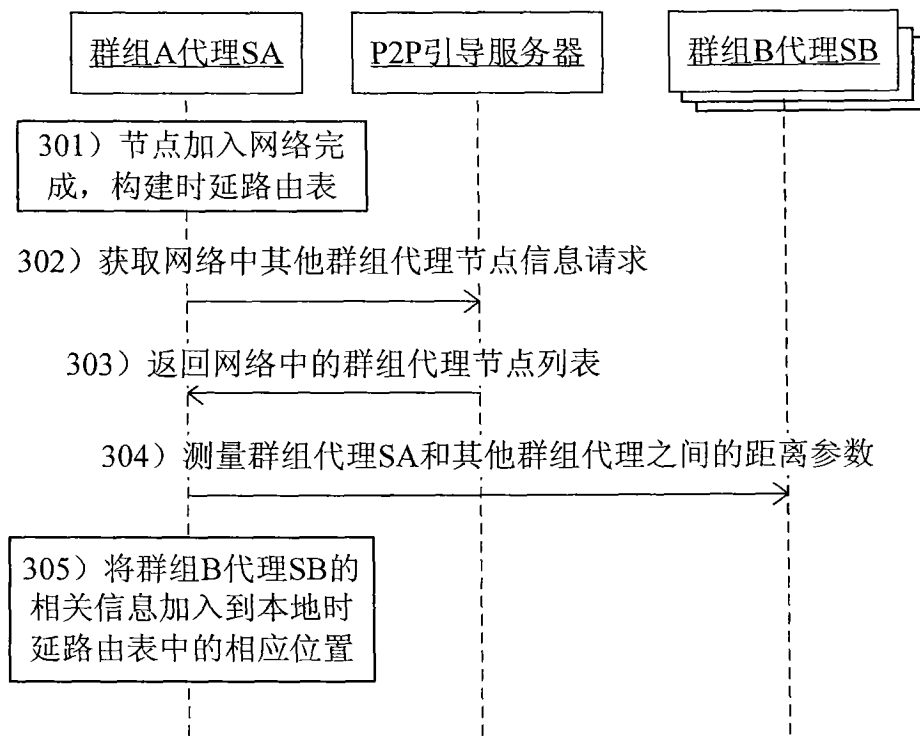 群组A代理SA
P2P引导服务器
群组B代理SB
301）节点加入网络完
成，构建时延路由表
302）获取网络中其他群组代理节点信息请求
303）返回网络中的群组代理节点列表
304）测量群组代理SA和其他群组代理之间的距离参数
305）将群组B代理SB的
相关信息加入到本地时
延路由表中的相应位置